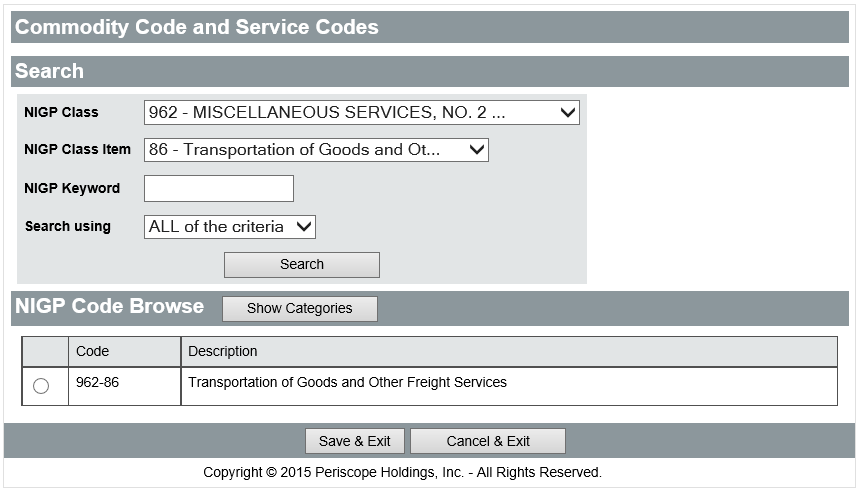 Commodity Code and Service Codes
Search
NIGP Class 962 - MISCELLANEOUS SERVICES, NO. 2 ...
NIGP Class Item 86 - Transportation of Goods and Ot...
NIGP Keyword
Search using ALL of the criteria
Search
NIGP Code Browse Show Categories
Code Description
962-86 Transportation of Goods and Other Freight Services
Save & Exit Cancel & Exit
Copyright © 2015 Periscope Holdings, Inc. - All Rights Reserved.